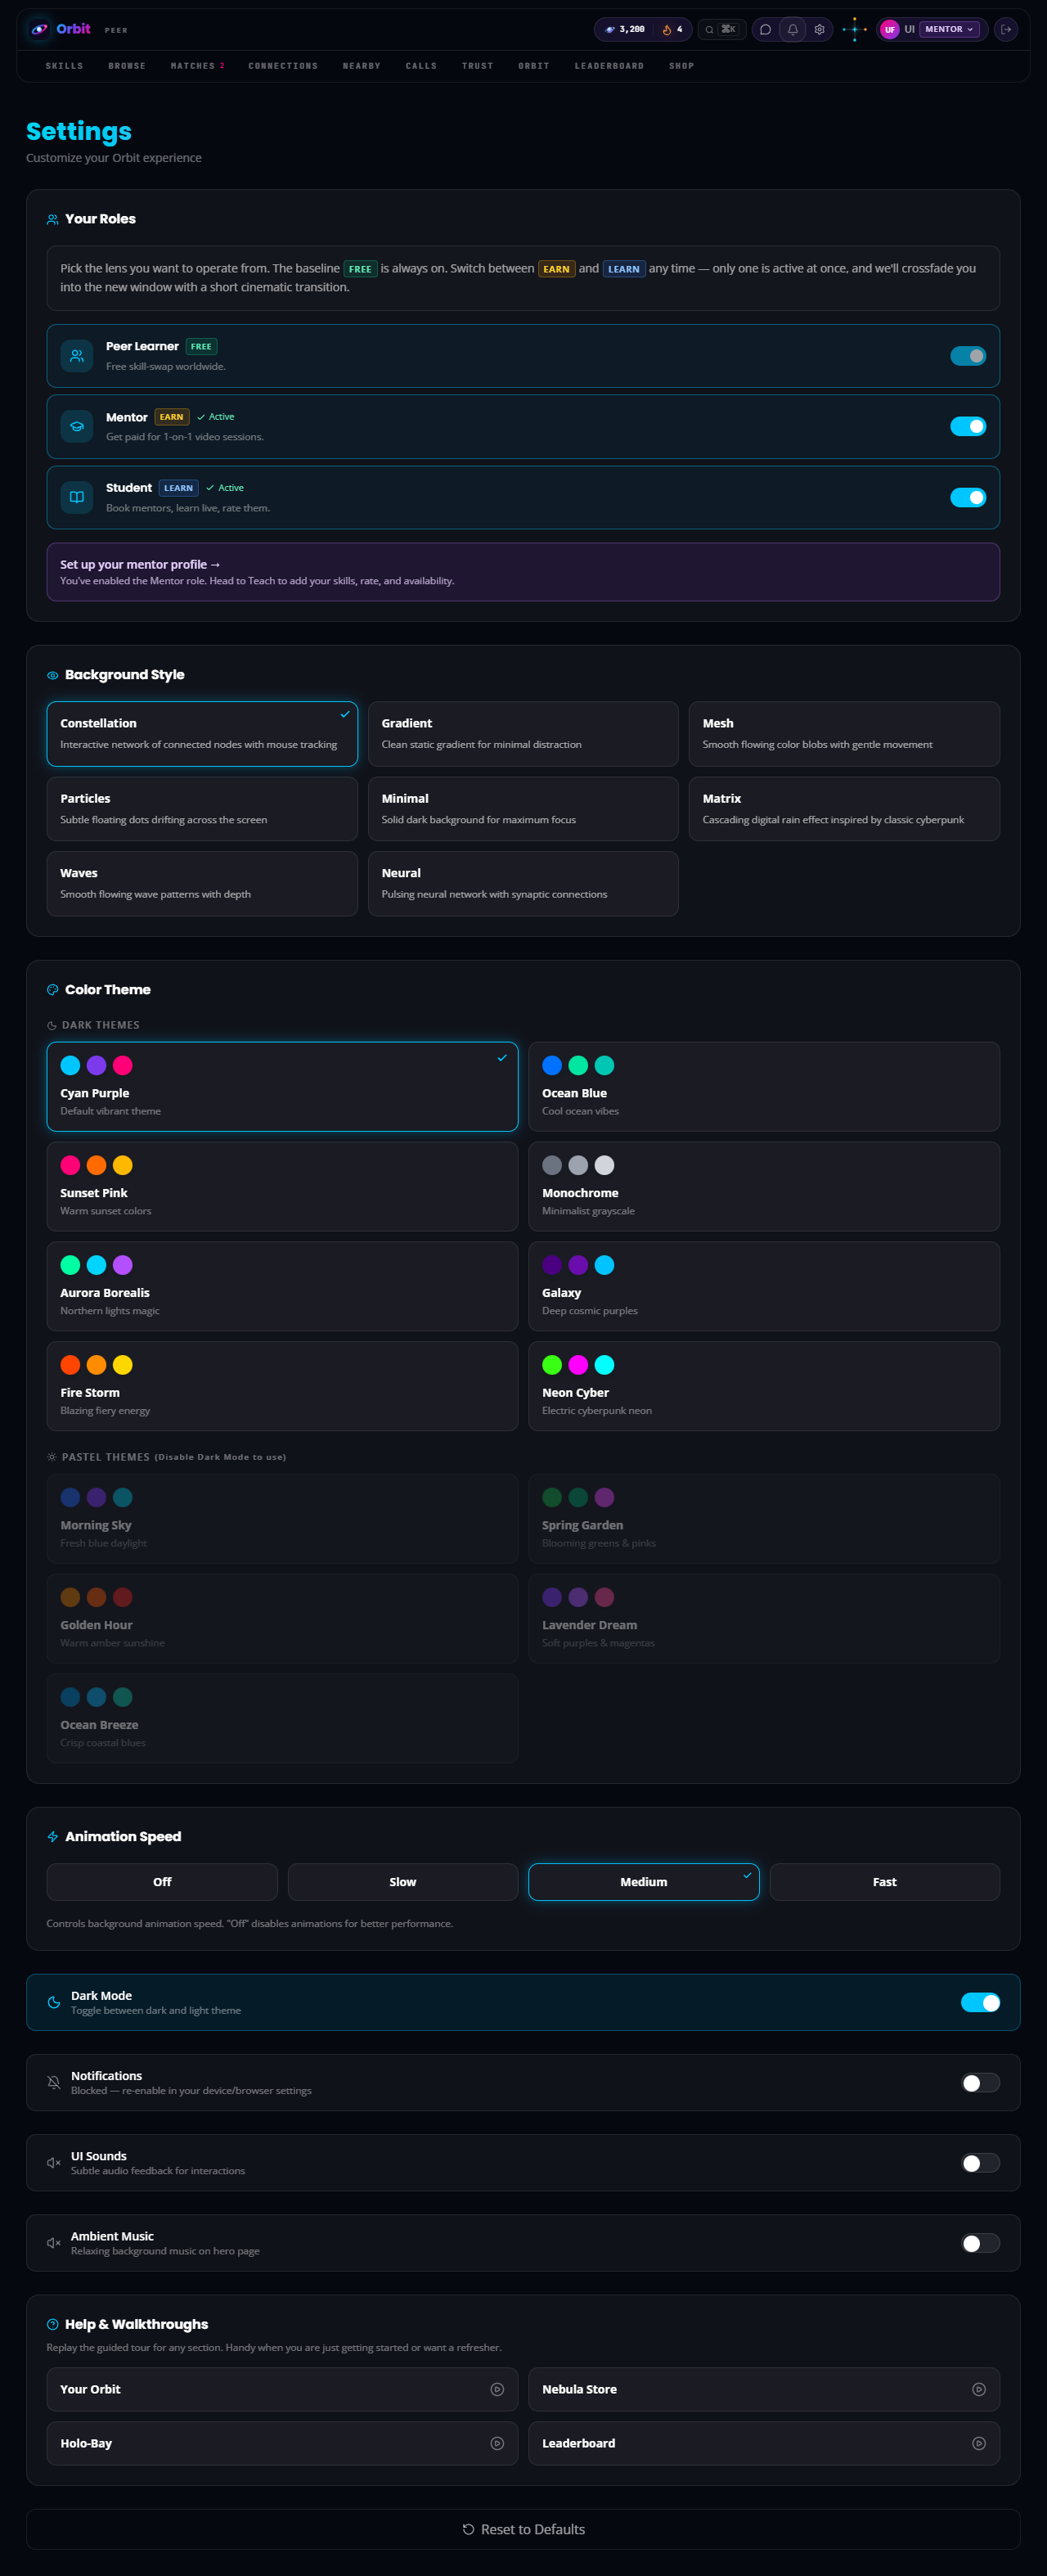 Orbit PEER 3,200 4 ⌘K UF UI MENTOR
SKILLS BROWSE MATCHES 2 CONNECTIONS NEARBY CALLS TRUST ORBIT LEADERBOARD SHOP
Settings
Customize your Orbit experience
Your Roles
Pick the lens you want to operate from. The baseline FREE is always on. Switch between EARN and LEARN any time — only one is active at once, and we'll crossfade you
into the new window with a short cinematic transition.
Peer Learner FREE
Free skill-swap worldwide.
Mentor EARN Active
Get paid for 1-on-1 video sessions.
Student LEARN Active
Book mentors, learn live, rate them.
Set up your mentor profile →
You've enabled the Mentor role. Head to Teach to add your skills, rate, and availability.
Background Style
Constellation
Interactive network of connected nodes with mouse tracking
Gradient
Clean static gradient for minimal distraction
Mesh
Smooth flowing color blobs with gentle movement
Particles
Subtle floating dots drifting across the screen
Minimal
Solid dark background for maximum focus
Matrix
Cascading digital rain effect inspired by classic cyberpunk
Waves
Smooth flowing wave patterns with depth
Neural
Pulsing neural network with synaptic connections
Color Theme
DARK THEMES
Cyan Purple
Default vibrant theme
Ocean Blue
Cool ocean vibes
Sunset Pink
Warm sunset colors
Monochrome
Minimalist grayscale
Aurora Borealis
Northern lights magic
Galaxy
Deep cosmic purples
Fire Storm
Blazing fiery energy
Neon Cyber
Electric cyberpunk neon
PASTEL THEMES (Disable Dark Mode to use)
Morning Sky
Fresh blue daylight
Spring Garden
Blooming greens & pinks
Golden Hour
Warm amber sunshine
Lavender Dream
Soft purples & magentas
Ocean Breeze
Crisp coastal blues
Animation Speed
Off
Slow
Medium
Fast
Controls background animation speed. "Off" disables animations for better performance.
Dark Mode
Toggle between dark and light theme
Notifications
Blocked — re-enable in your device/browser settings
UI Sounds
Subtle audio feedback for interactions
Ambient Music
Relaxing background music on hero page
Help & Walkthroughs
Replay the guided tour for any section. Handy when you are just getting started or want a refresher.
Your Orbit
Nebula Store
Holo-Bay
Leaderboard
Reset to Defaults